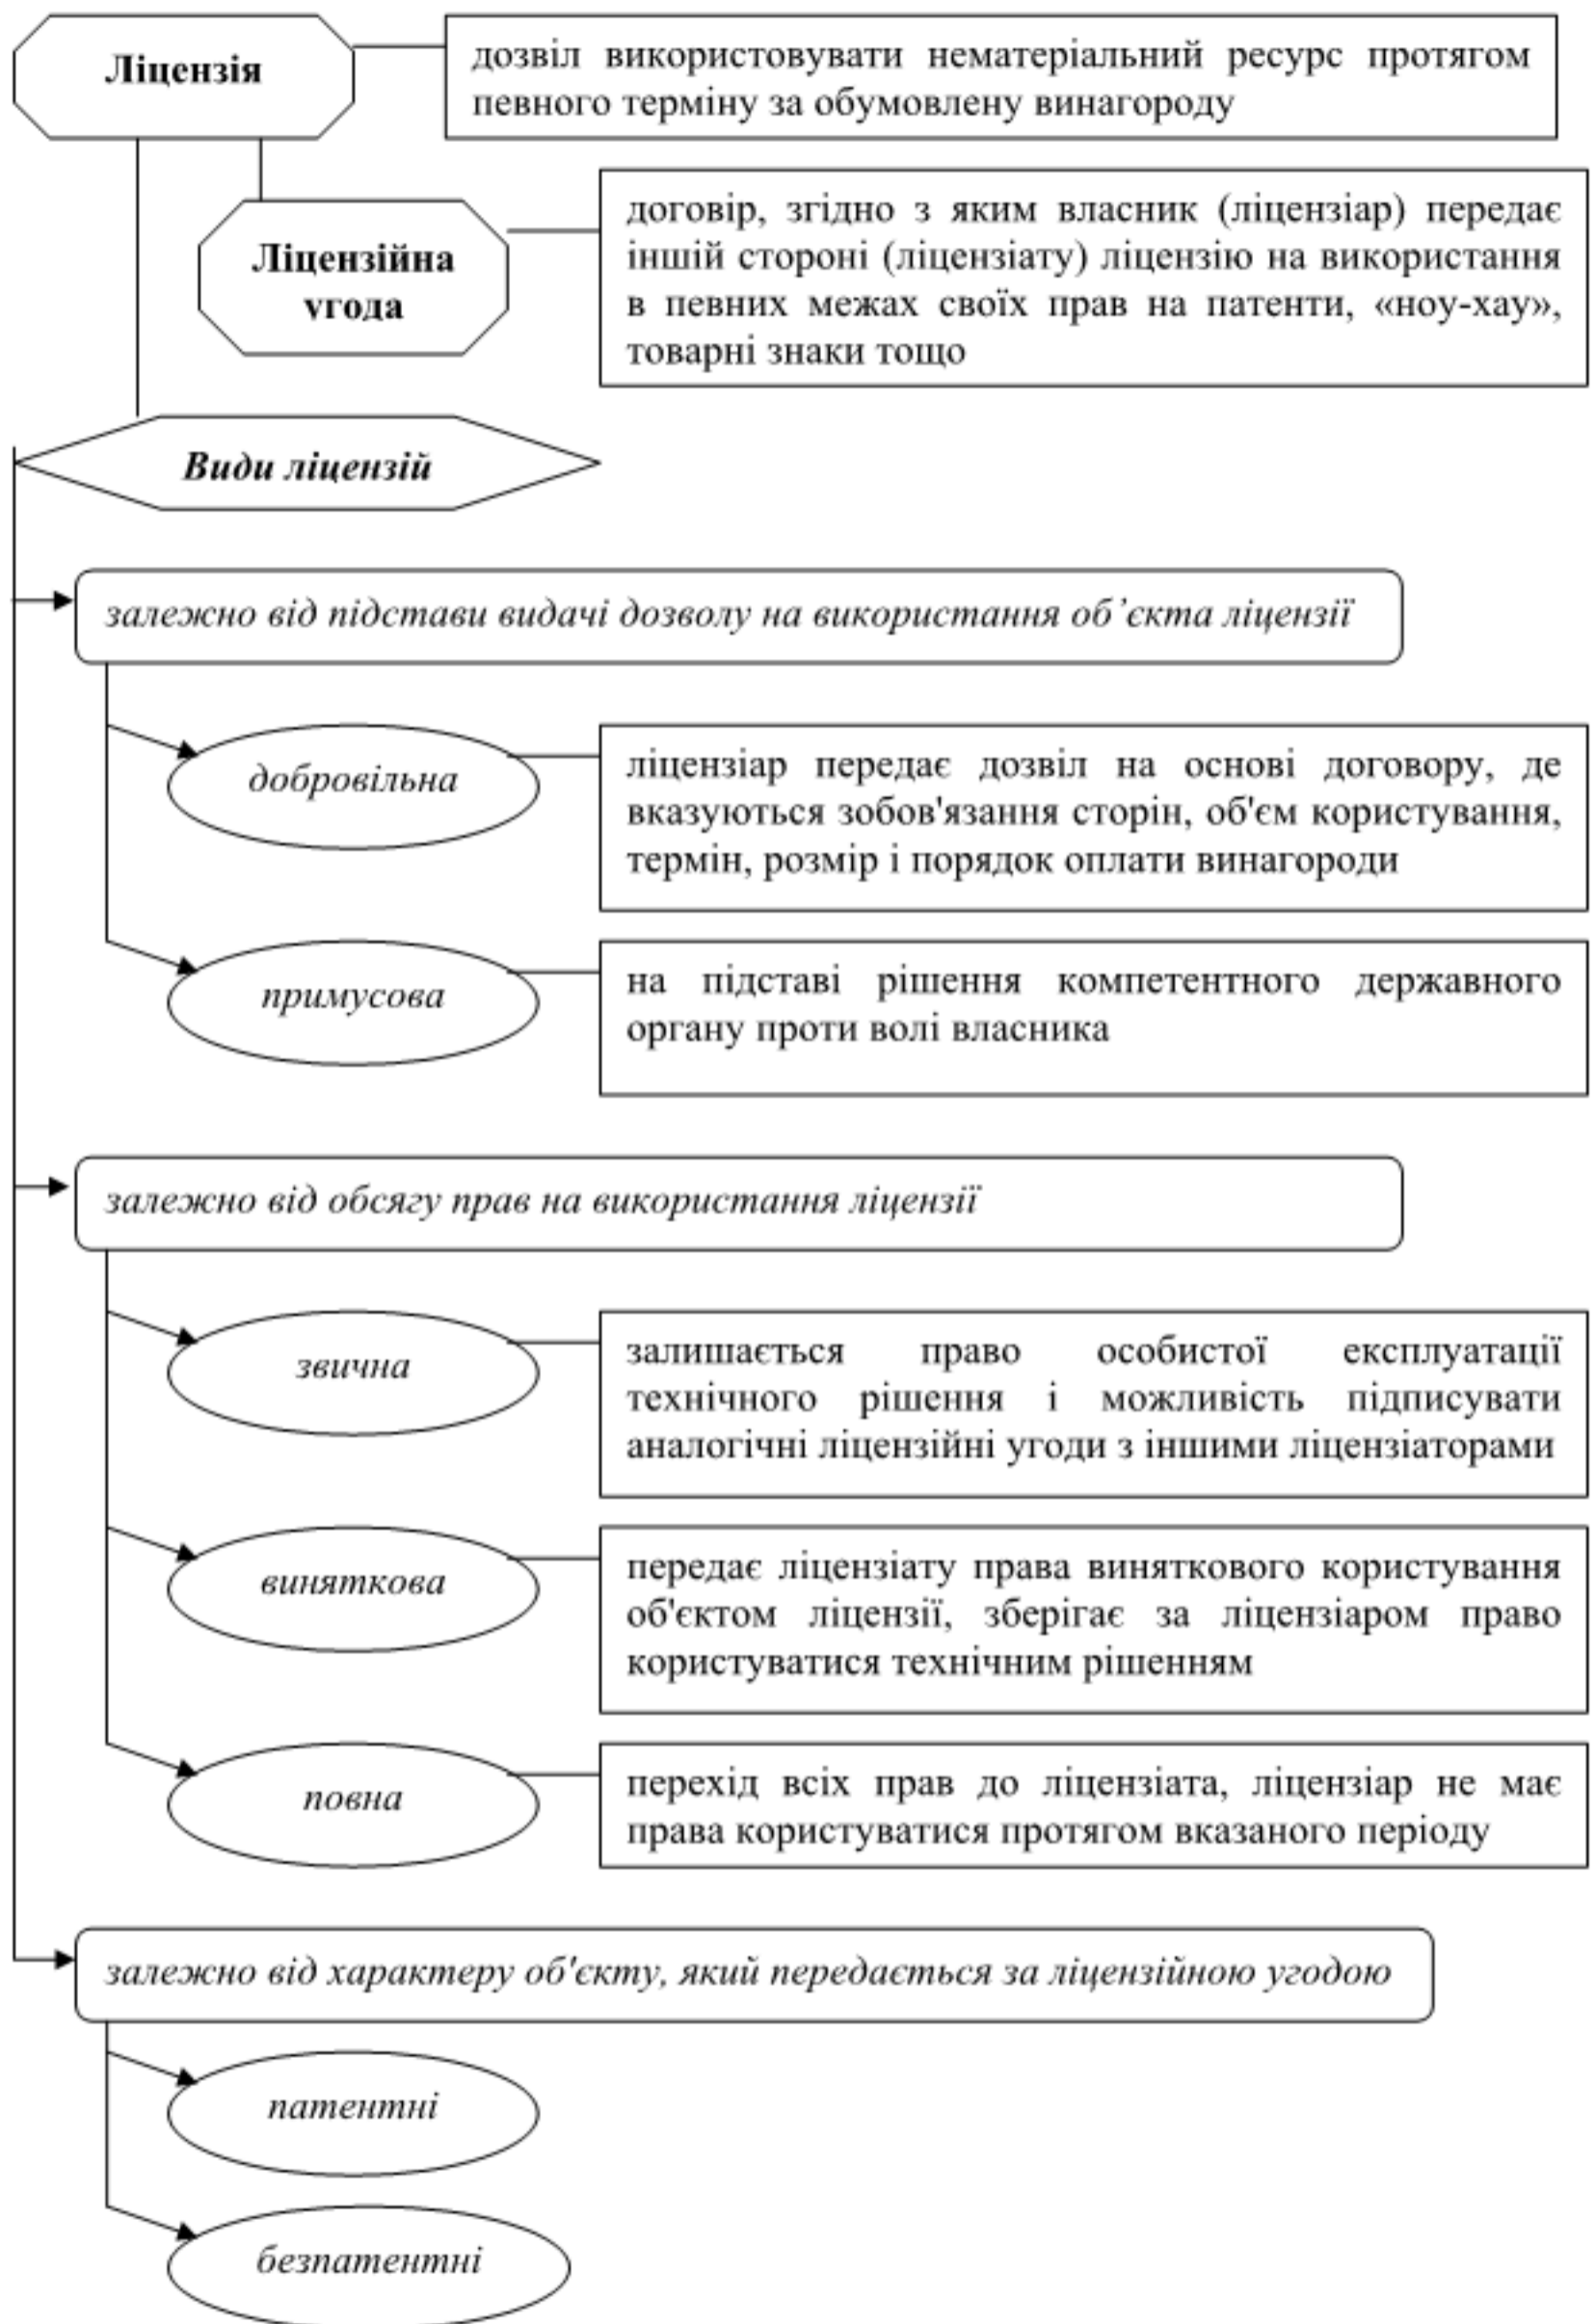 Ліцензія
дозвіл використовувати нематеріальний ресурс протягом
певного терміну за обумовлену винагороду
Ліцензійна
угода
договір, згідно з яким власник (ліцензіар) передає
іншій стороні (ліцензіату) ліцензію на використання
в певних межах своїх прав на патенти, «ноу-хау»,
товарні знаки тощо
Види ліцензій
залежно від підстави видачі дозволу на використання об’єкта ліцензії
добровільна
ліцензіар передає дозвіл на основі договору, де
вказуються зобов'язання сторін, об'єм користування,
термін, розмір і порядок оплати винагороди
примусова
на підставі рішення компетентного державного
органу проти волі власника
залежно від обсягу прав на використання ліцензії
звична
залишається право особистої експлуатації
технічного рішення і можливість підписувати
аналогічні ліцензійні угоди з іншими ліцензіаторами
виняткова
передає ліцензіату права виняткового користування
об'єктом ліцензії, зберігає за ліцензіаром право
користуватися технічним рішенням
повна
перехід всіх прав до ліцензіата, ліцензіар не має
права користуватися протягом вказаного періоду
залежно від характеру об'єкту, який передається за ліцензійною угодою
патентні
безпатентні